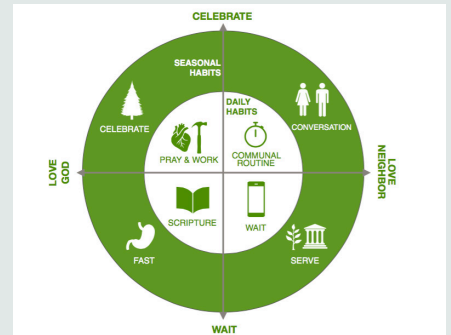 CELEBRATE
SEASONAL
HABITS
DAILY
HABITS
CELEBRATE
CONVERSATION
PRAY & WORK
COMMUNAL
ROUTINE
LOVE
GOD
LOVE
NEIGHBOR
SCRIPTURE
WAIT
FAST
SERVE
WAIT